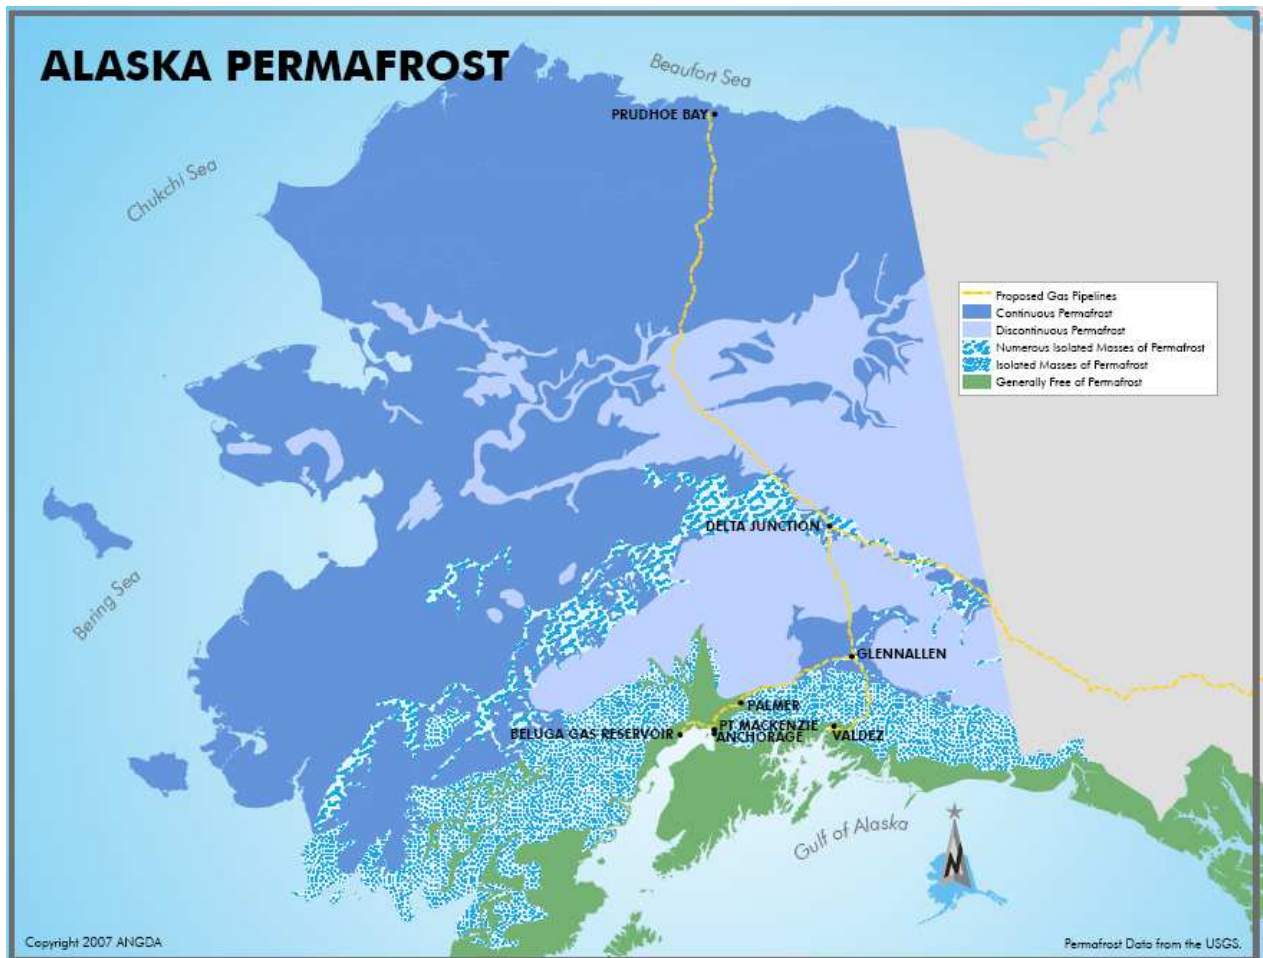 ALASKA PERMAFROST
Beaufort Sea
PRUDHOE BAY
Chukchi Sea
Proposed Gas Pipelines
Continuous Permafrost
Discontinuous Permafrost
Numerous Isolated Masses of Permafrost
Isolated Masses of Permafrost
Generally Free of Permafrost
DELTA JUNCTION
Bering Sea
GLENNALLEN
PALMER
PT MACKENZIE
BELUGA GAS RESERVOIR
ANCHORAGE
VALDEZ
Gulf of Alaska
N
Copyright 2007 ANGDA
Permafrost Data from the USGS.